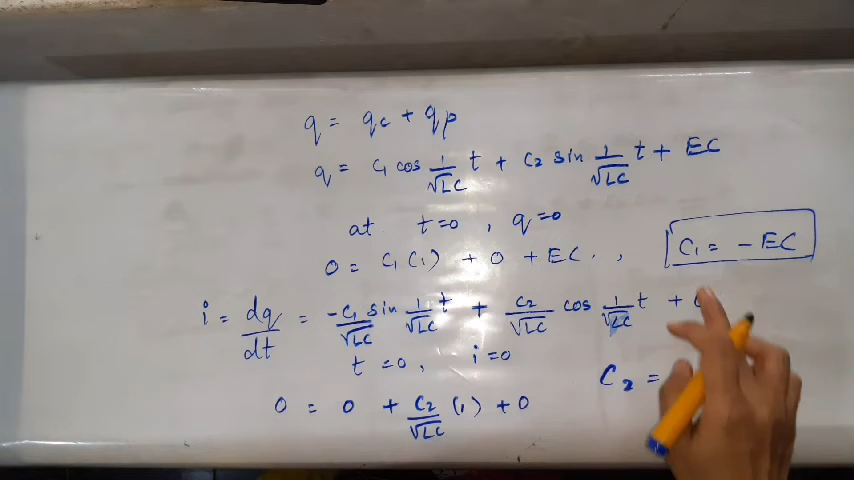 q = qc + qp
q = C₁ cos 1/√LC t + C₂ sin 1/√LC t + EC
at t=0 , q=0
0 = C₁(1) + 0 + EC . , C₁ = - EC
i = dq/dt = -C₁/√LC sin 1/√LC t + C₂/√LC cos 1/√LC t +
t=0, i=0
C₂ =
0 = 0 + C₂/√LC (1) + 0